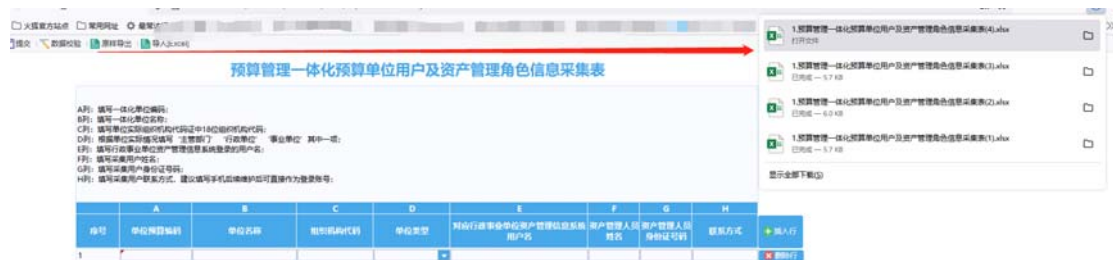 火狐官方站点 常用网址
提交 数据校验 原样导出 导入[Excel]
预算管理一体化预算单位用户及资产管理角色信息采集表
A列：填写一体化单位编码；
B列：填写一体化单位名称；
C列：填写单位实际组织机构代码证中18位组织机构代码；
D列：根据单位实际情况填写“主管部门”“行政单位”“事业单位”其中一项；
E列：填写行政事业单位资产管理信息系统登录的用户名；
F列：填写采集用户姓名；
G列：填写采集用户身份证号码；
H列：填写采集用户联系方式，建议填写手机后续维护后可直接作为登录账号；
A B C D E F G H
序号 单位预算编码 单位名称 组织机构代码 单位类型 对应行政事业单位资产管理信息系统用户名 资产管理人员姓名 资产管理人员身份证号码 联系方式 插入行
1 删除行
1.预算管理一体化预算单位用户及资产管理角色信息采集表(4).xlsx
打开文件
1.预算管理一体化预算单位用户及资产管理角色信息采集表(3).xlsx
已完成 — 5.7 KB
1.预算管理一体化预算单位用户及资产管理角色信息采集表(2).xlsx
已完成 — 6.0 KB
1.预算管理一体化预算单位用户及资产管理角色信息采集表(1).xlsx
已完成 — 5.7 KB
显示全部下载(S)